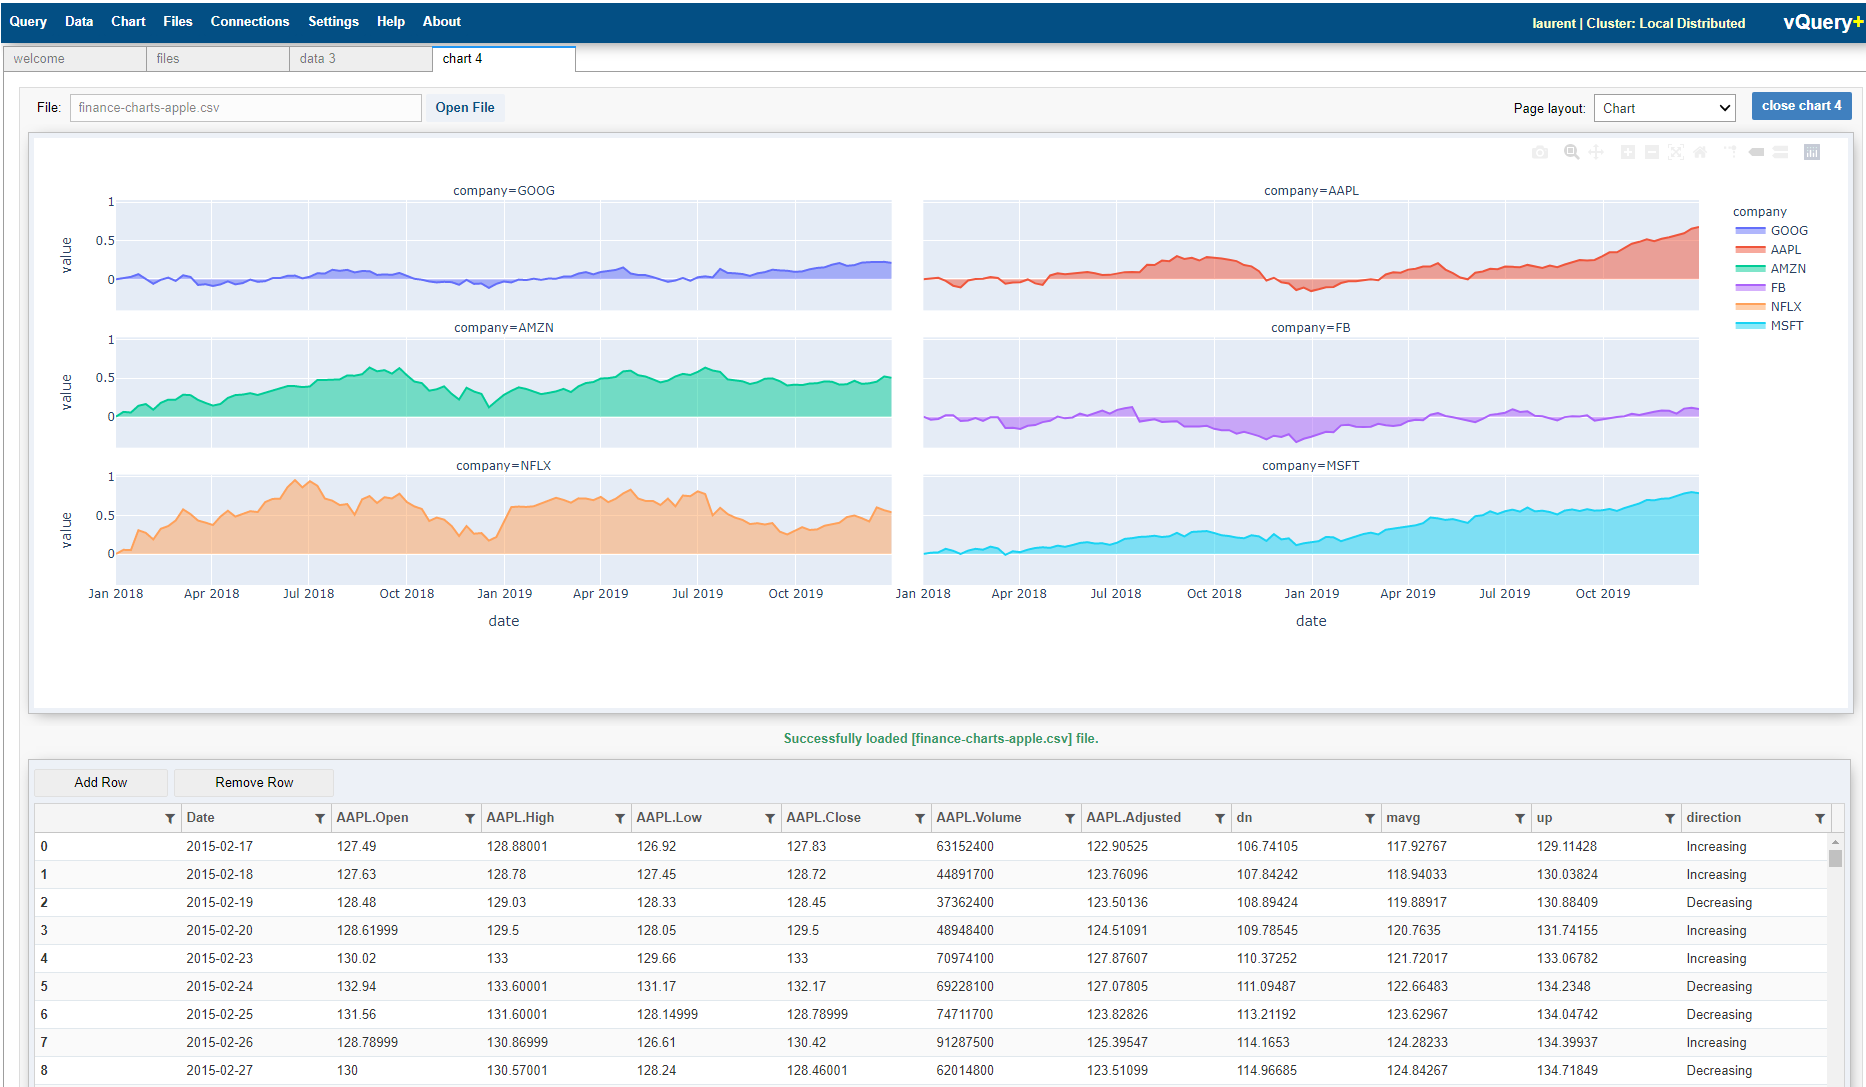 Query Data Chart Files Connections Settings Help About
laurent | Cluster: Local Distributed vQuery+
welcome files data 3 chart 4
File: finance-charts-apple.csv Open File Page layout: Chart close chart 4
company=GOOG company=AAPL
1
0.5
0
value
company
GOOG
AAPL
AMZN
FB
NFLX
MSFT
company=AMZN company=FB
1
0.5
0
value
company=NFLX company=MSFT
1
0.5
0
value
Jan 2018 Apr 2018 Jul 2018 Oct 2018 Jan 2019 Apr 2019 Jul 2019 Oct 2019 Jan 2018 Apr 2018 Jul 2018 Oct 2018 Jan 2019 Apr 2019 Jul 2019 Oct 2019
date date
Successfully loaded [finance-charts-apple.csv] file.
Add Row Remove Row
Date AAPL.Open AAPL.High AAPL.Low AAPL.Close AAPL.Volume AAPL.Adjusted dn mavg up direction
0 2015-02-17 127.49 128.88001 126.92 127.83 63152400 122.90525 106.74105 117.92767 129.11428 Increasing
1 2015-02-18 127.63 128.78 127.45 128.72 44891700 123.76096 107.84242 118.94033 130.03824 Increasing
2 2015-02-19 128.48 129.03 128.33 128.45 37362400 123.50136 108.89424 119.88917 130.88409 Decreasing
3 2015-02-20 128.61999 129.5 128.05 129.5 48948400 124.51091 109.78545 120.7635 131.74155 Increasing
4 2015-02-23 130.02 133 129.66 133 70974100 127.87607 110.37252 121.72017 133.06782 Increasing
5 2015-02-24 132.94 133.60001 131.17 132.17 69228100 127.07805 111.09487 122.66483 134.2348 Decreasing
6 2015-02-25 131.56 131.60001 128.14999 128.78999 74711700 123.82826 113.21192 123.62967 134.04742 Decreasing
7 2015-02-26 128.78999 130.86999 126.61 130.42 91287500 125.39547 114.1653 124.28233 134.39937 Increasing
8 2015-02-27 130 130.57001 128.24 128.46001 62014800 123.51099 114.96685 124.84267 134.71849 Decreasing